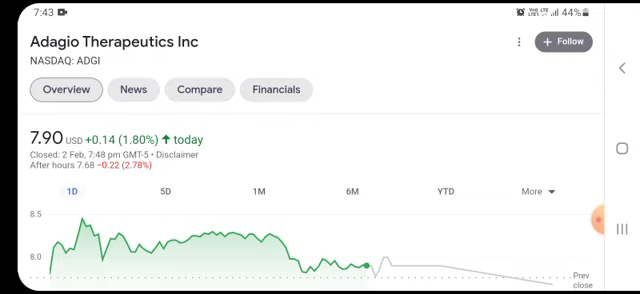 7:43 44%
Adagio Therapeutics Inc
NASDAQ: ADGI
+ Follow
Overview News Compare Financials
7.90 USD +0.14 (1.80%) ↑ today
Closed: 2 Feb, 7:48 pm GMT-5 • Disclaimer
After hours 7.68 −0.22 (2.78%)
1D 5D 1M 6M YTD More
8.5
8.0
Prev
close